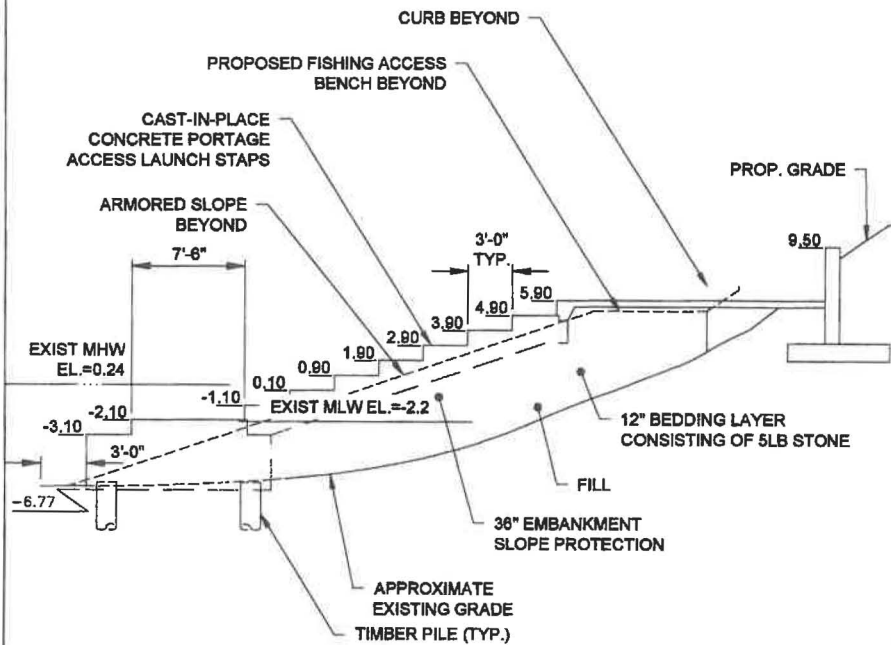 CURB BEYOND
PROPOSED FISHING ACCESS
BENCH BEYOND
CAST-IN-PLACE
CONCRETE PORTAGE
ACCESS LAUNCH STAPS
PROP. GRADE
ARMORED SLOPE
BEYOND
7'-6"
3'-0"
TYP.
9.50
5.90
4.90
3.90
2.90
1.90
0.90
0.10
-1.10
-2.10
-3.10
EXIST MHW
EL.=0.24
EXIST MLW EL.=-2.2
3'-0"
-6.77
12" BEDDING LAYER
CONSISTING OF 5LB STONE
FILL
36" EMBANKMENT
SLOPE PROTECTION
APPROXIMATE
EXISTING GRADE
TIMBER PILE (TYP.)